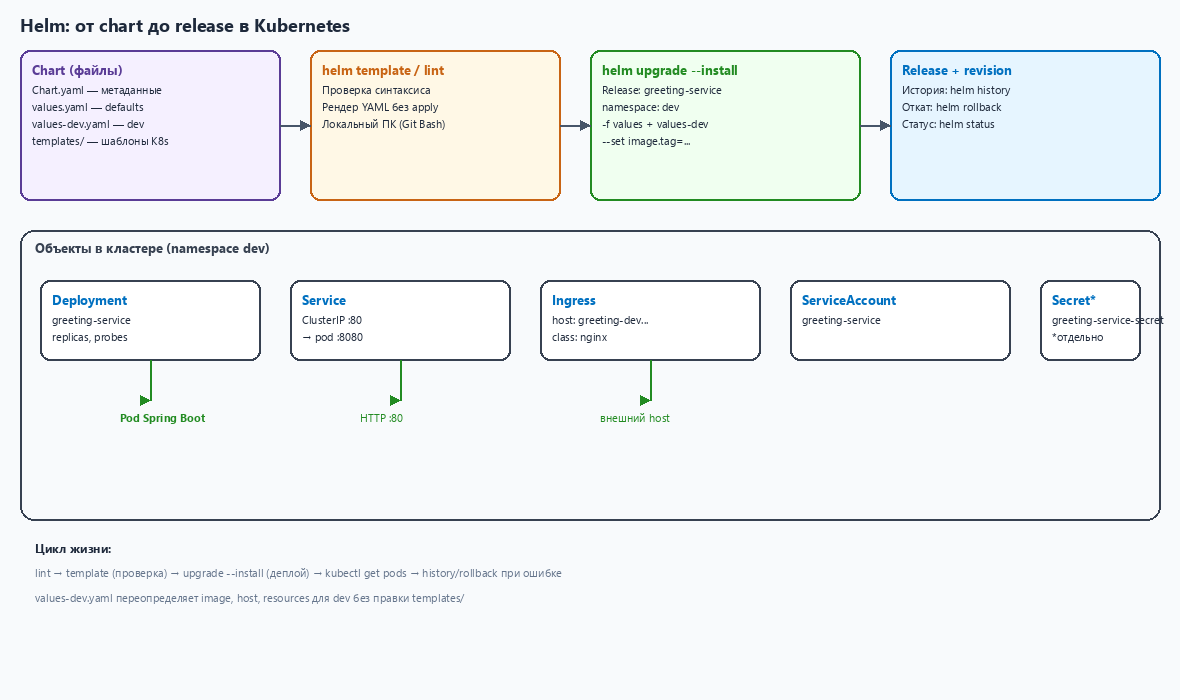 Helm: от chart до release в Kubernetes
Chart (файлы)
Chart.yaml — метаданные
values.yaml — defaults
values-dev.yaml — dev
templates/ — шаблоны K8s
helm template / lint
Проверка синтаксиса
Рендер YAML без apply
Локальный ПК (Git Bash)
helm upgrade --install
Release: greeting-service
namespace: dev
-f values + values-dev
--set image.tag=...
Release + revision
История: helm history
Откат: helm rollback
Статус: helm status
Объекты в кластере (namespace dev)
Deployment
greeting-service
replicas, probes
Service
ClusterIP :80
→ pod :8080
Ingress
host: greeting-dev...
class: nginx
ServiceAccount
greeting-service
Secret*
greeting-service-secret
*отдельно
Pod Spring Boot
HTTP :80
внешний host
Цикл жизни:
lint → template (проверка) → upgrade --install (деплой) → kubectl get pods → history/rollback при ошибке
values-dev.yaml переопределяет image, host, resources для dev без правки templates/